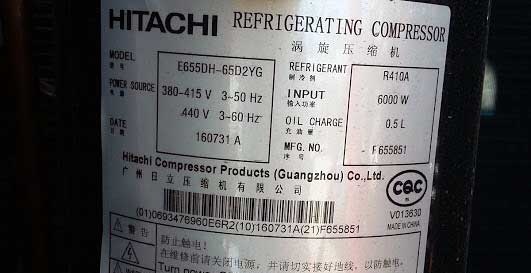 HITACHI REFRIGERATING COMPRESSOR
涡旋压缩机
MODEL E655DH-65D2YG REFRIGERANT R410A
型号 制冷剂
POWER SOURCE 380-415 V 3~50 Hz INPUT 6000 W
电源 输入功率
440 V 3~60 Hz OIL CHARGE 0.5 L
充油量
DATE 160731 A MFG. NO. F655851
日期 序号
Hitachi Compressor Products (Guangzhou) Co., Ltd.
广州日立压缩机有限公司
CQC
V013630
MADE IN CHINA
(01)0693476960E6R2(10)160731A(21)F655851
警告
防止触电!
在维修前请关闭电源，并请切实接好地线，以防触电。
Turn power